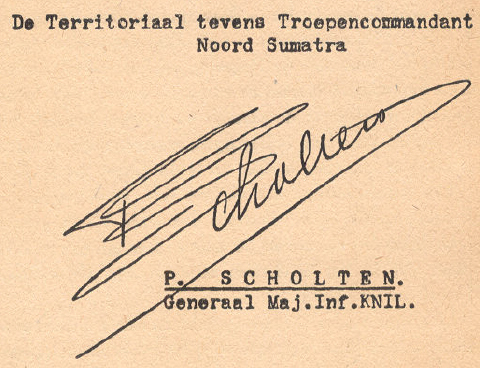 De Territoriaal tevens Troepencommandant
Noord Sumatra
P Scholten
P. SCHOLTEN.
Generaal Maj.Inf.KNIL.